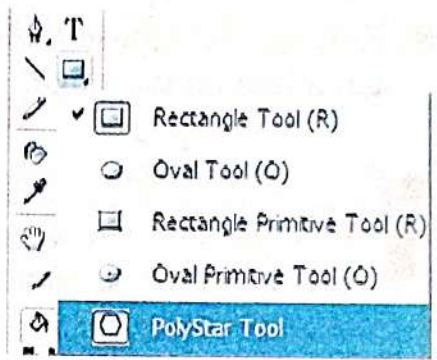 T
Rectangle Tool (R)
Oval Tool (O)
Rectangle Primitive Tool (R)
Oval Primitive Tool (O)
PolyStar Tool